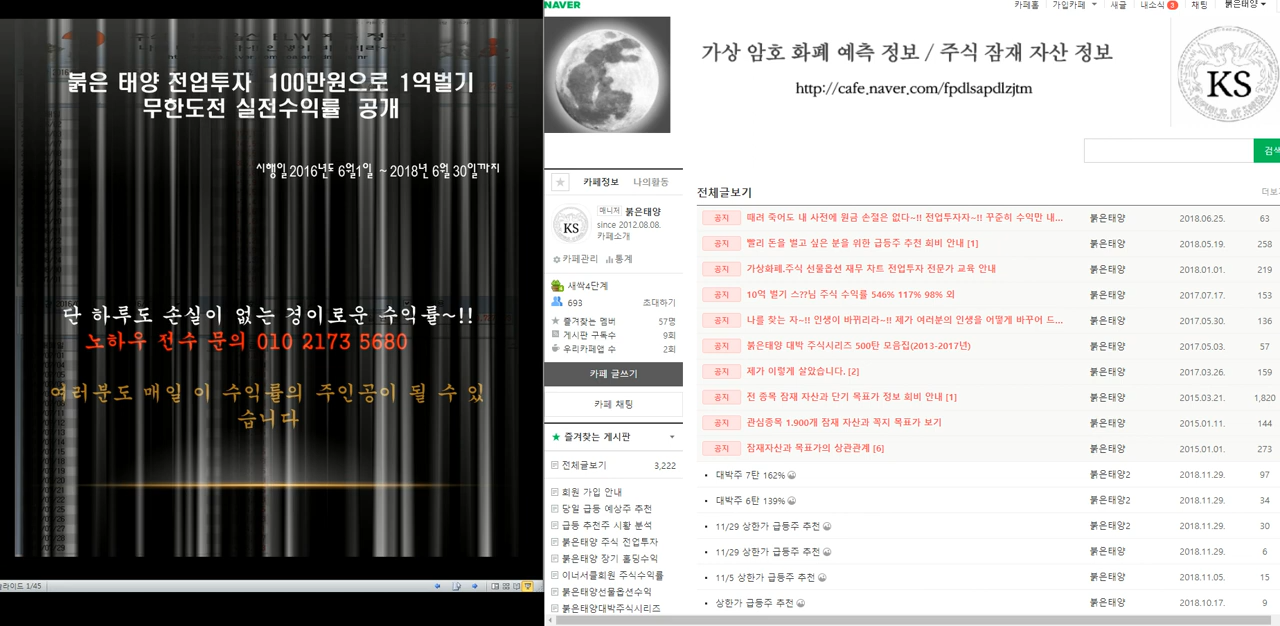 붉은 태양 전업투자 100만원으로 1억벌기
무한도전 실전수익률 공개
시행일 2016년도 6월1일 ~ 2018년 6월 30일까지
단 하루도 손실이 없는 경이로운 수익률~!!
노하우 전수 문의 010 2173 5680
여러분도 매일 이 수익률의 주인공이 될 수 있
습니다
슬라이드 1/45
NAVER
카페홈 가입카페 새글 내소식 3 채팅 붉은태양
가상 암호 화폐 예측 정보 / 주식 잠재 자산 정보
http://cafe.naver.com/fpdlsapdlzjtm
KS
카페정보 나의활동
KS
매니저 붉은태양
since 2012.08.08.
카페소개
카페관리 통계
새싹4단계
693 초대하기
즐겨찾는 멤버 57명
게시판 구독수 9회
우리카페앱 수 2회
카페 글쓰기
카페 채팅
즐겨찾는 게시판
전체글보기 3,222
회원 가입 안내
당일 급등 예상주 추천
급등 추천주 시황 분석
붉은태양 주식 전업투자
붉은태양 장기 홀딩수익
이너서클회원 주식수익률
붉은태양선물옵션수익
붉은태양대박주식시리즈
전체글보기 더보
공지 때려 죽어도 내 사전에 원금 손절은 없다~!! 전업투자자~!! 꾸준히 수익만 내... 붉은태양 2018.06.25. 63
공지 빨리 돈을 벌고 싶은 분을 위한 급등주 추천 회비 안내 [1] 붉은태양 2018.05.19. 258
공지 가상화폐.주식 선물옵션 재무 차트 전업투자 전문가 교육 안내 붉은태양 2018.01.01. 219
공지 10억 벌기 스??님 주식 수익률 546% 117% 98% 외 붉은태양 2017.07.17. 153
공지 나를 찾는 자~!! 인생이 바뀌리라~!! 제가 여러분의 인생을 어떻게 바꾸어 드... 붉은태양 2017.05.30. 136
공지 붉은태양 대박 주식시리즈 500탄 모음집(2013-2017년) 붉은태양 2017.05.03. 57
공지 제가 이렇게 살았습니다. [2] 붉은태양 2017.03.26. 159
공지 전 종목 잠재 자산과 단기 목표가 정보 회비 안내 [1] 붉은태양 2015.03.21. 1,820
공지 관심종목 1.900개 잠재 자산과 꼭지 목표가 보기 붉은태양 2015.01.11. 144
공지 잠재자산과 목표가의 상관관계 [6] 붉은태양 2015.01.01. 273
대박주 7탄 162% 붉은태양2 2018.11.29. 97
대박주 6탄 139% 붉은태양2 2018.11.29. 34
11/29 상한가 급등주 추천 붉은태양2 2018.11.29. 30
11/29 상한가 급등주 추천 붉은태양 2018.11.29. 6
11/5 상한가 급등주 추천 붉은태양 2018.11.05. 15
상한가 급등주 추천 붉은태양 2018.10.17. 9